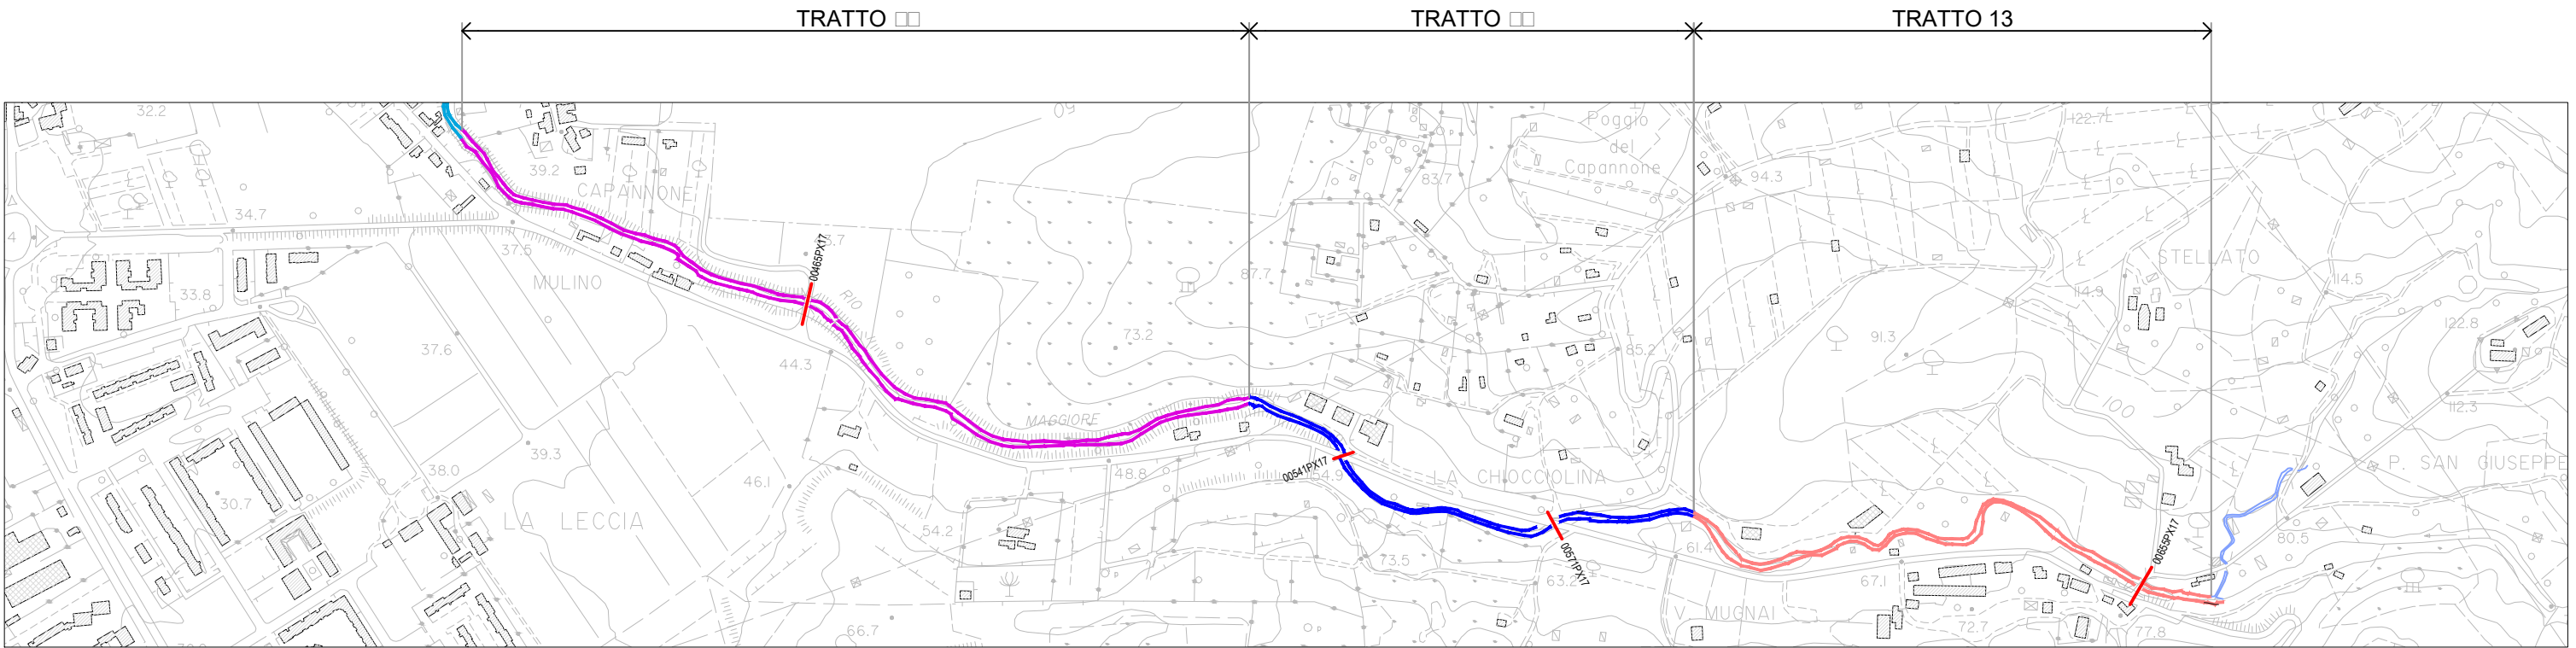 TRATTO □□
TRATTO □□
TRATTO 13
32.2
39.2
CAPANNONE
34.7
37.5
MULINO
33.8
37.6
44.3
00465PX17
RIO
73.2
60
Poggio
del
Capannone
83.7
87.7
85.2
94.3
122.7
STELLATO
114.5
114.9
122.8
91.3
100
112.3
P. SAN GIUSEPPE
MAGGIORE
39.3
38.0
30.7
LA LECCIA
46.1
48.8
54.2
00541PX17
54.9
LA CHIOCCOLINA
73.5
00571PX17
63.2
61.4
V. MUGNAI
67.1
72.7
77.8
00655PX17
80.5
66.7